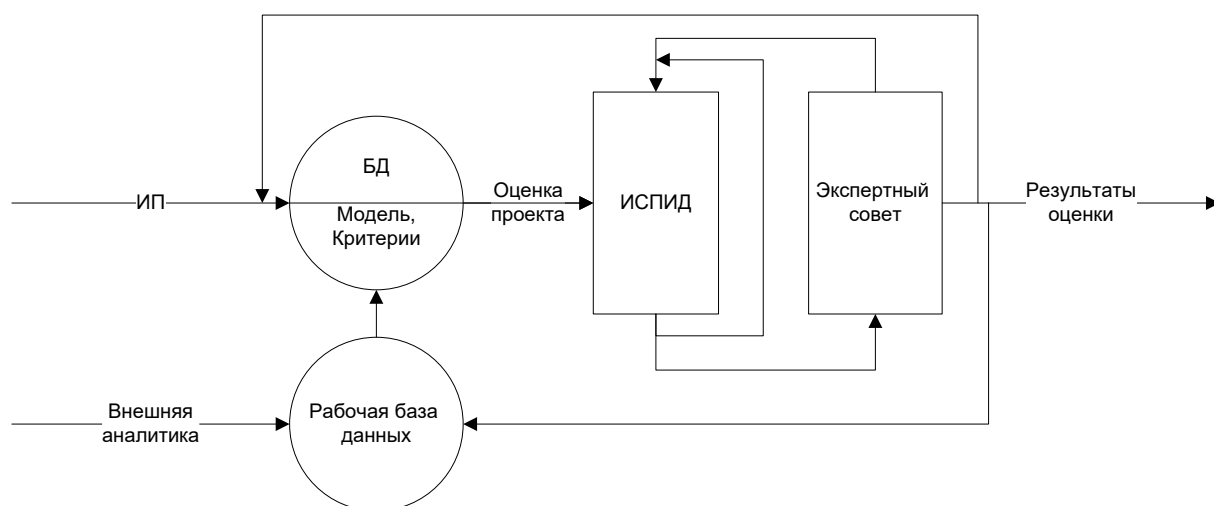 БД
ИП
Модель,
Критерии
Оценка
проекта
ИСПИД
Экспертный
совет
Результаты
оценки
Внешняя
аналитика
Рабочая база
данных